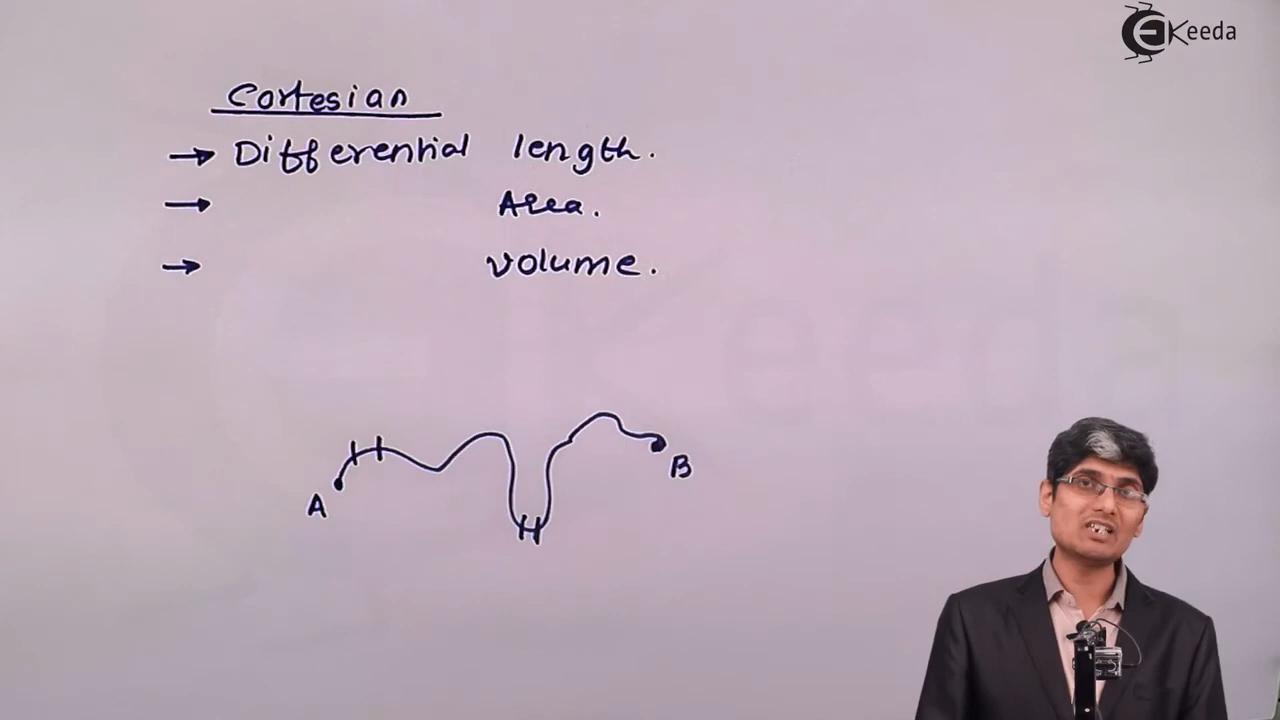 EKeeda
Cartesian
→ Differential length.
→ Area.
→ volume.
A
B